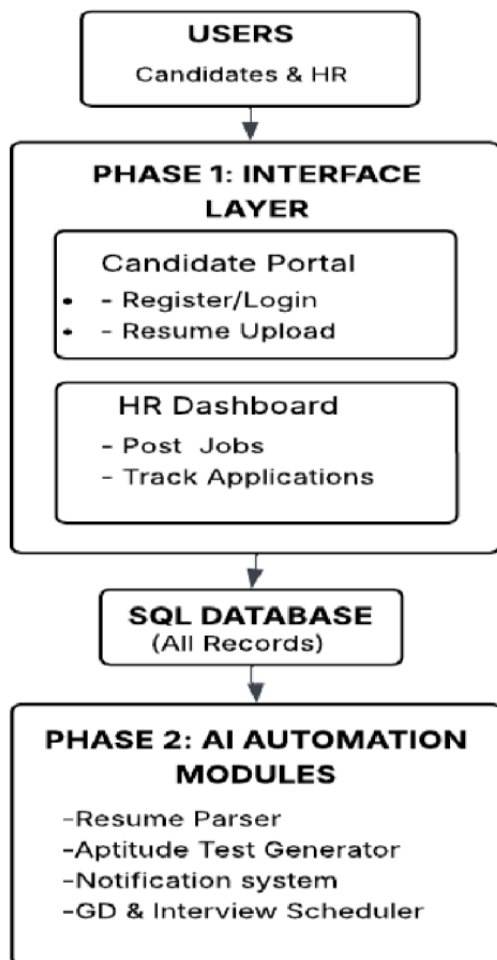 USERS
Candidates & HR
PHASE 1: INTERFACE
LAYER
Candidate Portal
• - Register/Login
• - Resume Upload
HR Dashboard
- Post Jobs
- Track Applications
SQL DATABASE
(All Records)
PHASE 2: AI AUTOMATION
MODULES
-Resume Parser
-Aptitude Test Generator
-Notification system
-GD & Interview Scheduler